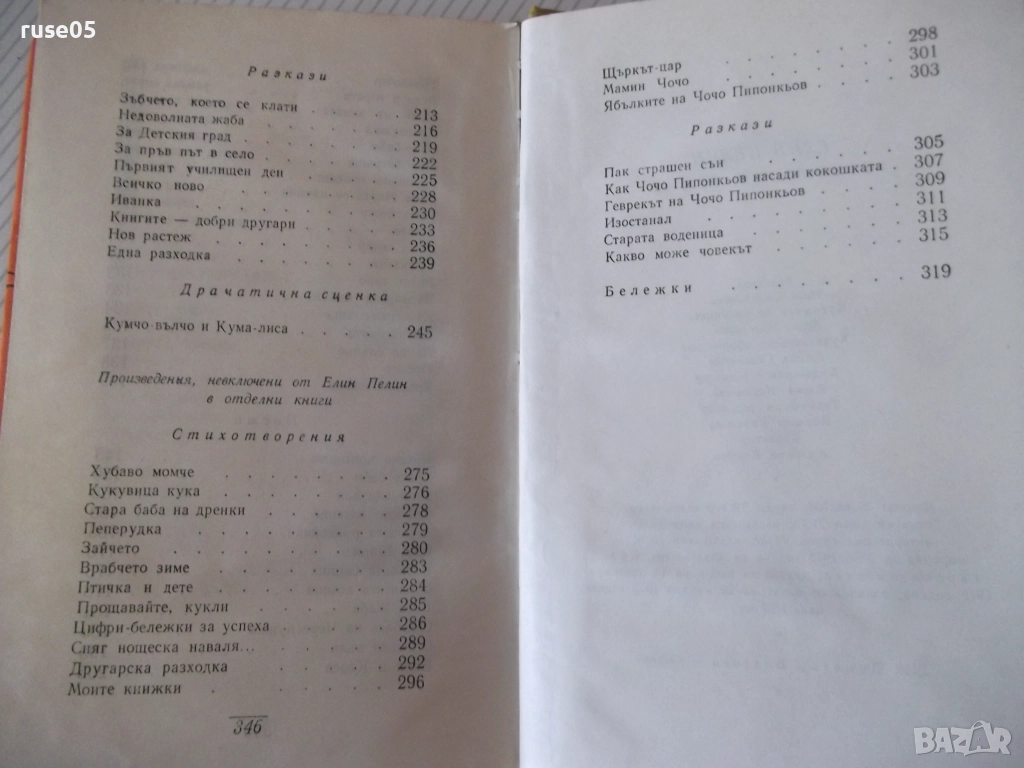 ruse05
Разкази
Зъбчето, което се клати . . . . . 213
Недоволната жаба . . . . . . . 216
За Детския град . . . . . . . . 219
За пръв път в село . . . . . . . 222
Първият училищен ден . . . . . . 225
Всичко ново . . . . . . . . . 228
Иванка . . . . . . . . . . . 230
Книгите — добри другари . . . . . 233
Нов растеж . . . . . . . . . 236
Една разходка . . . . . . . . 239
Драматична сценка
Кумчо-вълчо и Кума-лиса . . . . . 245
Произведения, невключени от Елин Пелин
в отделни книги
Стихотворения
Хубаво момче . . . . . . . . 275
Кукувица кука . . . . . . . . 276
Стара баба на дренки . . . . . . 278
Пеперудка . . . . . . . . . 279
Зайчето . . . . . . . . . . 280
Врабчето зиме . . . . . . . . 283
Птичка и дете . . . . . . . . 284
Прощавайте, кукли . . . . . . 285
Цифри-бележки за успеха . . . . . 286
Сняг нощеска наваля... . . . . . 289
Другарска разходка . . . . . . 292
Моите книжки . . . . . . . . 296
346
Щъркът-цар . . . . . . . . 298
Мамин Чочо . . . . . . . . 301
Ябълките на Чочо Пипонкьов . . . . 303
Разкази
Пак страшен сън . . . . . . . 305
Как Чочо Пипонкьов насади кокошката . 307
Геврекът на Чочо Пипонкьов . . . . 309
Изостанал . . . . . . . . . 311
Старата воденица . . . . . . . 313
Какво може човекът . . . . . . 315
Бележки . . . . . . . . 319
BAZAR